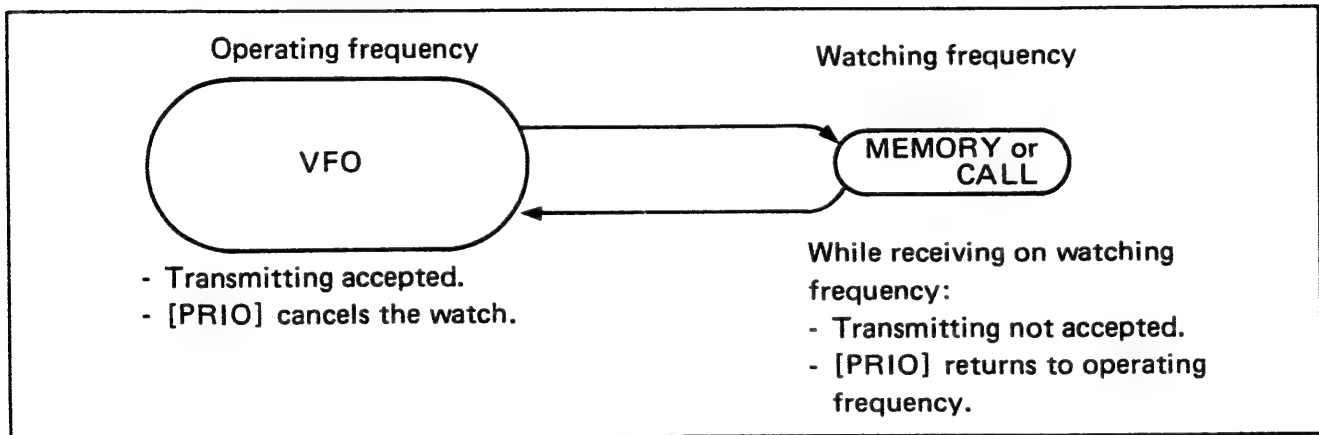 Operating frequency
VFO
- Transmitting accepted.
- [PRIO] cancels the watch.
Watching frequency
MEMORY or
CALL
While receiving on watching
frequency:
- Transmitting not accepted.
- [PRIO] returns to operating
frequency.